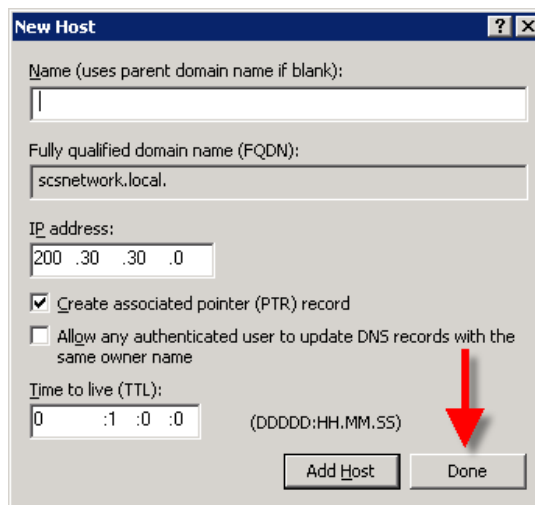 New Host
Name (uses parent domain name if blank):
Fully qualified domain name (FQDN):
scsnetwork.local.
IP address:
200 .30 .30 .0
Create associated pointer (PTR) record
Allow any authenticated user to update DNS records with the
same owner name
Time to live (TTL):
0 :1 :0 :0 (DDDDD:HH.MM.SS)
Add Host Done